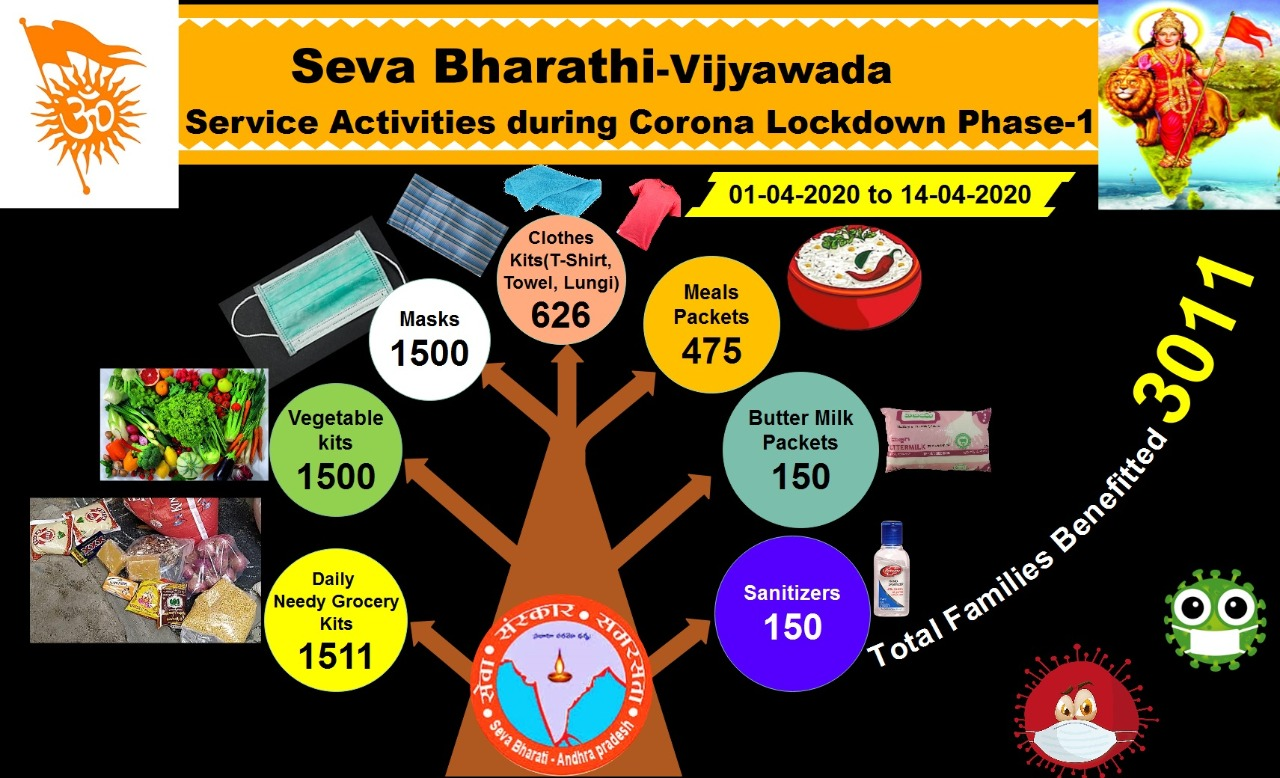 Seva Bharathi-Vijyawada
Service Activities during Corona Lockdown Phase-1
01-04-2020 to 14-04-2020
Clothes
Kits(T-Shirt,
Towel, Lungi)
626
Masks
1500
Meals
Packets
475
Vegetable
kits
1500
Butter Milk
Packets
150
Daily
Needy Grocery
Kits
1511
Sanitizers
150
Total Families Benefitted 3011
सेवा • संस्कार • समरसता
Seva Bharati - Andhra pradesh
ॐ